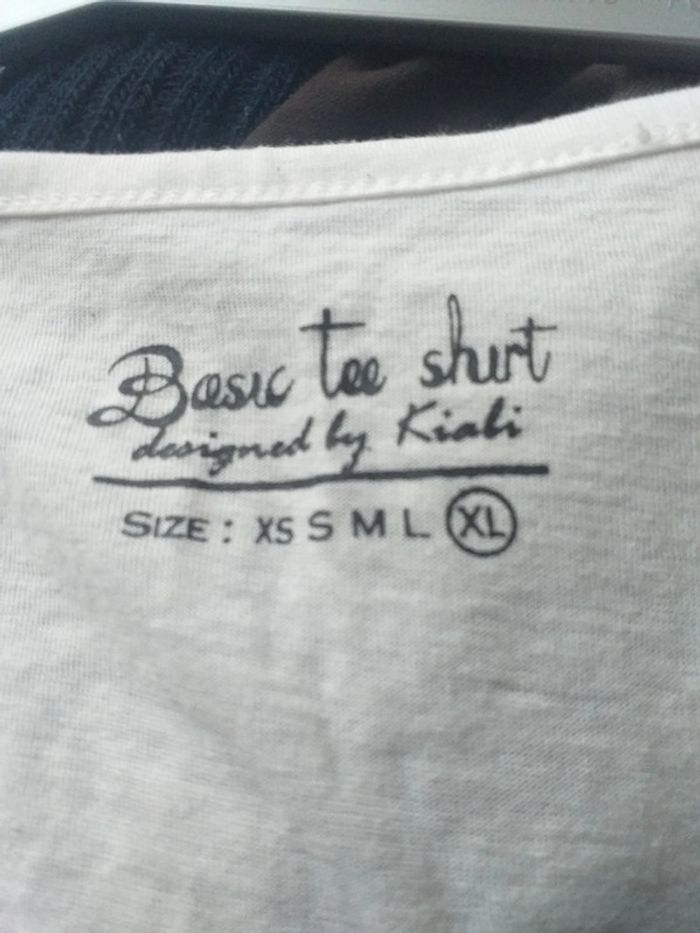 Basic tee shirt
designed by Kiabi
SIZE : XS S M L XL